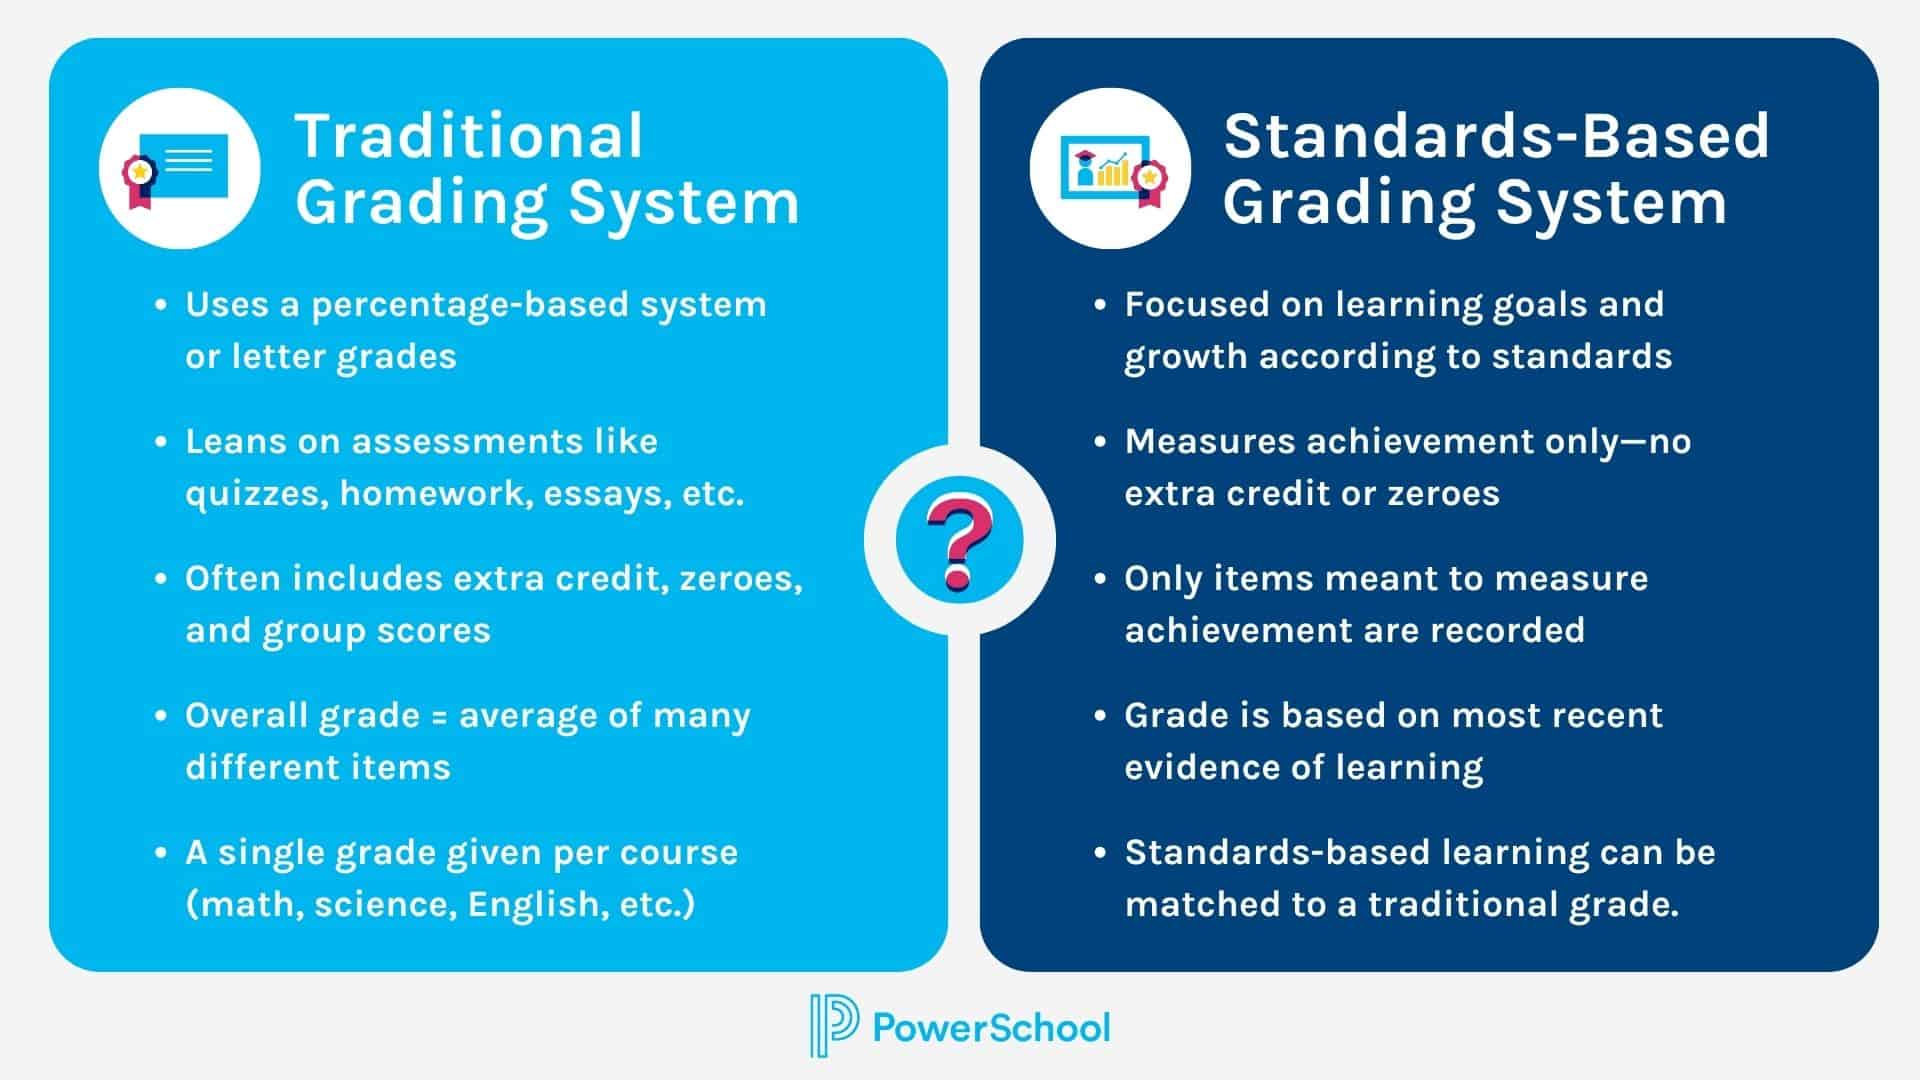 Traditional
Grading System
• Uses a percentage-based system
or letter grades
• Leans on assessments like
quizzes, homework, essays, etc.
• Often includes extra credit, zeroes,
and group scores
• Overall grade = average of many
different items
• A single grade given per course
(math, science, English, etc.)
?
Standards-Based
Grading System
• Focused on learning goals and
growth according to standards
• Measures achievement only—no
extra credit or zeroes
• Only items meant to measure
achievement are recorded
• Grade is based on most recent
evidence of learning
• Standards-based learning can be
matched to a traditional grade.
PowerSchool